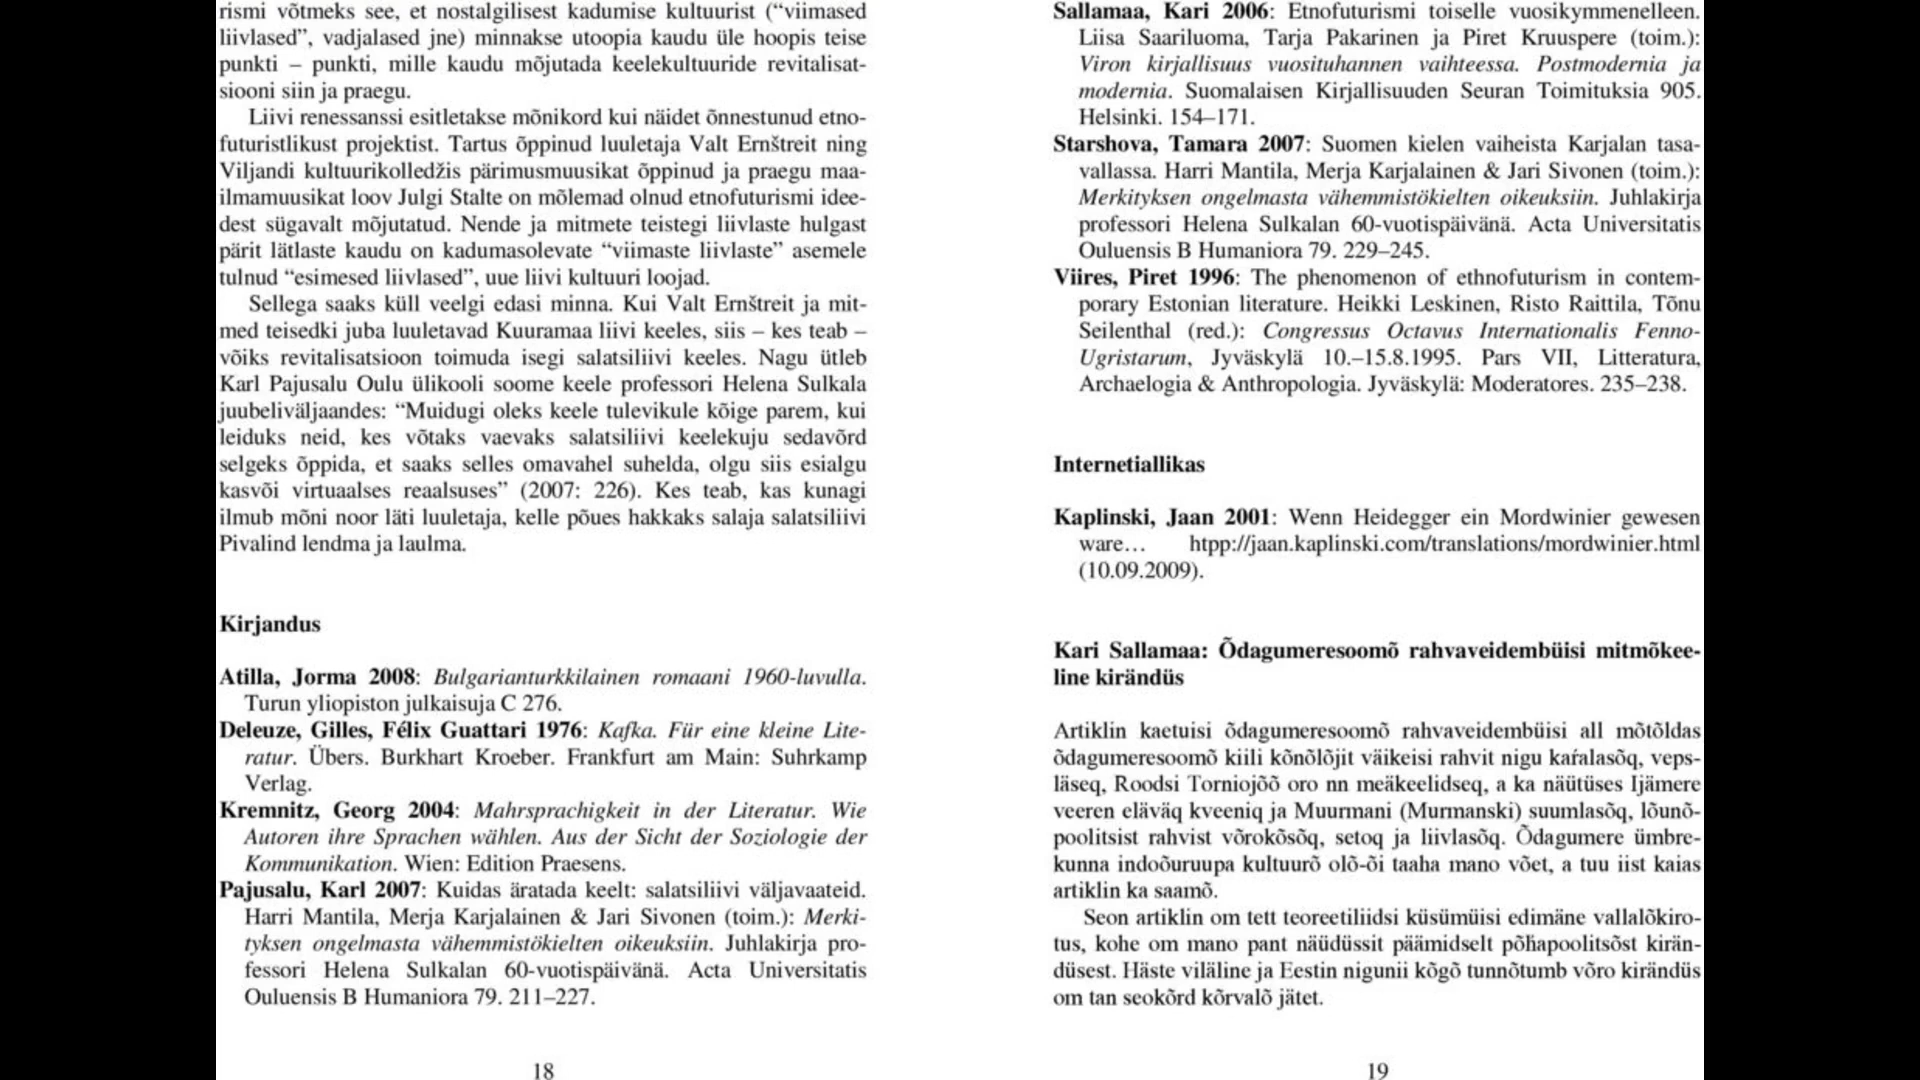 rismi võtmeks see, et nostalgilisest kadumise kultuurist (“viimased
liivlased”, vadjalased jne) minnakse utoopia kaudu üle hoopis teise
punkti – punkti, mille kaudu mõjutada keelekultuuride revitalisat-
siooni siin ja praegu.
Liivi renessanssi esitletakse mõnikord kui näidet õnnestunud etno-
futuristlikust projektist. Tartus õppinud luuletaja Valt Ernštreit ning
Viljandi kultuurikolledžis pärimusmuusikat õppinud ja praegu maa-
ilmamuusikat loov Julgi Stalte on mõlemad olnud etnofuturismi idee-
dest sügavalt mõjutatud. Nende ja mitmete teistegi liivlaste hulgast
pärit lätlaste kaudu on kadumasolevate “viimaste liivlaste” asemele
tulnud “esimesed liivlased”, uue liivi kultuuri loojad.
Sellega saaks küll veelgi edasi minna. Kui Valt Ernštreit ja mit-
med teisedki juba luuletavad Kuuramaa liivi keeles, siis – kes teab –
võiks revitalisatsioon toimuda isegi salatsiliivi keeles. Nagu ütleb
Karl Pajusalu Oulu ülikooli soome keele professori Helena Sulkala
juubeliväljaandes: “Muidugi oleks keele tulevikule kõige parem, kui
leiduks neid, kes võtaks vaevaks salatsiliivi keelekuju sedavõrd
selgeks õppida, et saaks selles omavahel suhelda, olgu siis esialgu
kasvõi virtuaalses reaalsuses” (2007: 226). Kes teab, kas kunagi
ilmub mõni noor läti luuletaja, kelle põues hakkaks salaja salatsiliivi
Pivalind lendma ja laulma.
Kirjandus
Atilla, Jorma 2008: Bulgarianturkkilainen romaani 1960-luvulla.
Turun yliopiston julkaisuja C 276.
Deleuze, Gilles, Félix Guattari 1976: Kafka. Für eine kleine Lite-
ratur. Übers. Burkhart Kroeber. Frankfurt am Main: Suhrkamp
Verlag.
Kremnitz, Georg 2004: Mahrsprachigkeit in der Literatur. Wie
Autoren ihre Sprachen wählen. Aus der Sicht der Soziologie der
Kommunikation. Wien: Edition Praesens.
Pajusalu, Karl 2007: Kuidas äratada keelt: salatsiliivi väljavaateid.
Harri Mantila, Merja Karjalainen & Jari Sivonen (toim.): Merki-
tyksen ongelmasta vähemmistökielten oikeuksiin. Juhlakirja pro-
fessori Helena Sulkalan 60-vuotispäivänä. Acta Universitatis
Ouluensis B Humaniora 79. 211–227.
18
Sallamaa, Kari 2006: Etnofuturismi toiselle vuosikymmenelleen.
Liisa Saariluoma, Tarja Pakarinen ja Piret Kruuspere (toim.):
Viron kirjallisuus vuosituhannen vaihteessa. Postmodernia ja
modernia. Suomalaisen Kirjallisuuden Seuran Toimituksia 905.
Helsinki. 154–171.
Starshova, Tamara 2007: Suomen kielen vaiheista Karjalan tasa-
vallassa. Harri Mantila, Merja Karjalainen & Jari Sivonen (toim.):
Merkityksen ongelmasta vähemmistökielten oikeuksiin. Juhlakirja
professori Helena Sulkalan 60-vuotispäivänä. Acta Universitatis
Ouluensis B Humaniora 79. 229–245.
Viires, Piret 1996: The phenomenon of ethnofuturism in contem-
porary Estonian literature. Heikki Leskinen, Risto Raittila, Tõnu
Seilenthal (red.): Congressus Octavus Internationalis Fenno-
Ugristarum, Jyväskylä 10.–15.8.1995. Pars VII, Litteratura,
Archaelogia & Anthropologia. Jyväskylä: Moderatores. 235–238.
Internetiallikas
Kaplinski, Jaan 2001: Wenn Heidegger ein Mordwinier gewesen
ware… htpp://jaan.kaplinski.com/translations/mordwinier.html
(10.09.2009).
Kari Sallamaa: Õdagumeresoomõ rahvaveidembüisi mitmõkee-
line kirändüs
Artiklin kaetuisi õdagumeresoomõ rahvaveidembüisi all mõtõldas
õdagumeresoomõ kiili kõnõlõjit väikeisi rahvit nigu kaŕalasõq, veps-
läseq, Roodsi Torniojõõ oro nn meäkeelidseq, a ka näütüses Ijämere
veeren eläväq kveeniq ja Muurmani (Murmanski) suumlasõq, lõunõ-
poolitsist rahvist võrokõsõq, setoq ja liivlasõq. Õdagumere ümbre-
kunna indoõuruupa kultuurõ olõ-õi taaha mano võet, a tuu iist kaias
artiklin ka saamõ.
Seon artiklin om tett teoreetiliidsi küsümüisi edimäne vallalõkiro-
tus, kohe om mano pant näüdüssit päämidselt põh́apoolitsõst kirän-
düsest. Häste viläline ja Eestin nigunii kõgõ tunnõtumb võro kirändüs
om tan seokõrd kõrvalõ jätet.
19